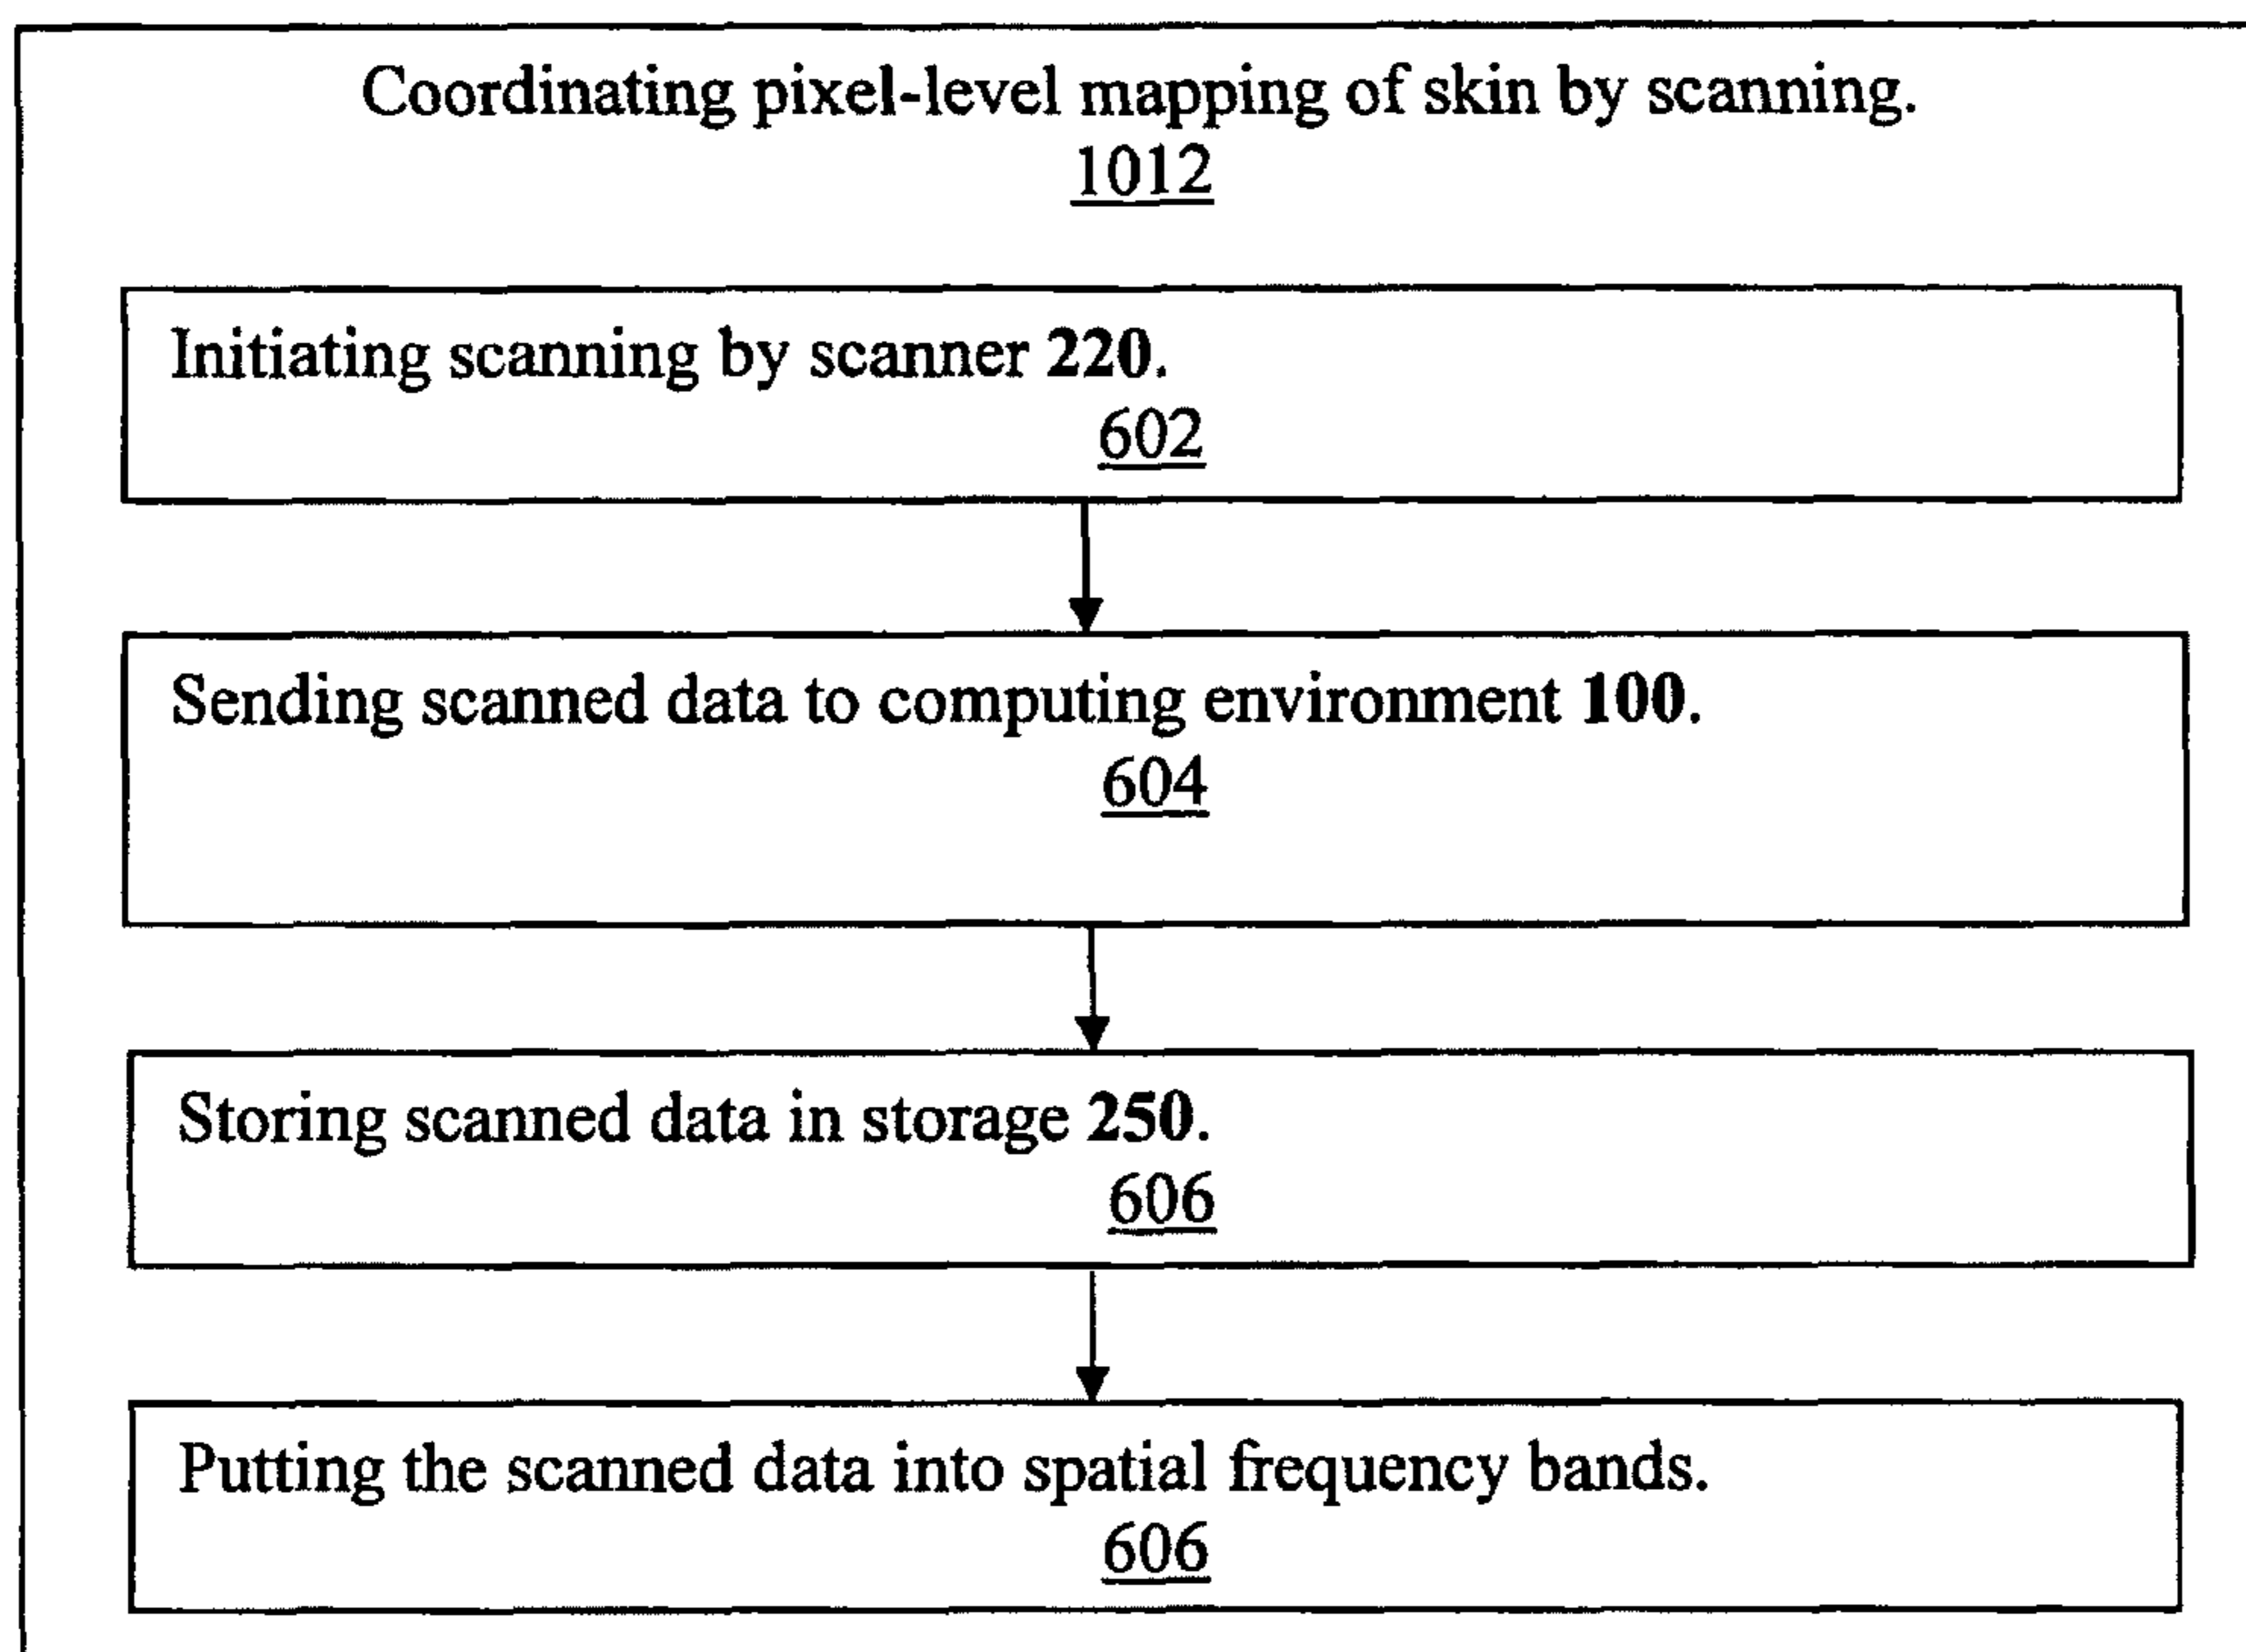 Coordinating pixel-level mapping of skin by scanning.
1012
Initiating scanning by scanner 220.
602
Sending scanned data to computing environment 100.
604
Storing scanned data in storage 250.
606
Putting the scanned data into spatial frequency bands.
606